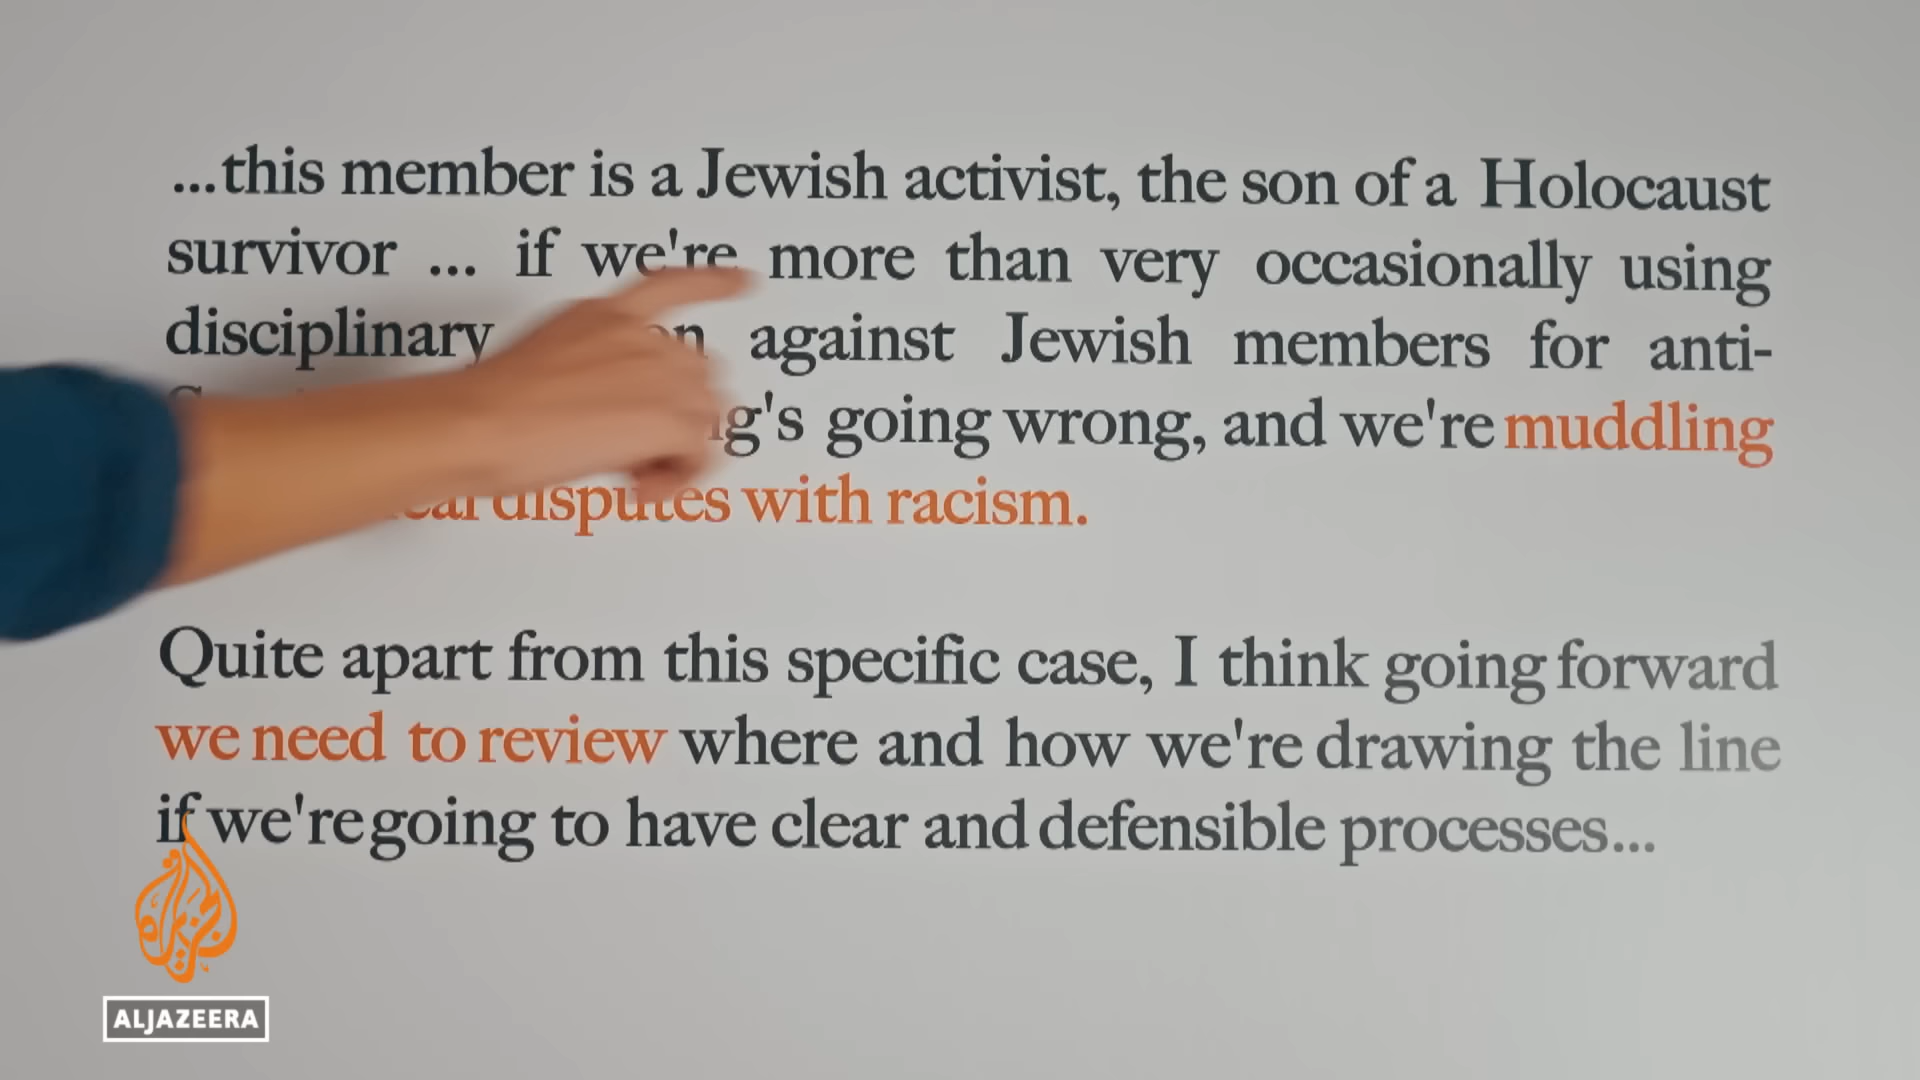 ...this member is a Jewish activist, the son of a Holocaust
survivor ... if we're more than very occasionally using
disciplinary against Jewish members for anti-
going wrong, and we're muddling
disputes with racism.
Quite apart from this specific case, I think going forward
we need to review where and how we're drawing the line
if we're going to have clear and defensible processes...
الجزيرة
ALJAZEERA